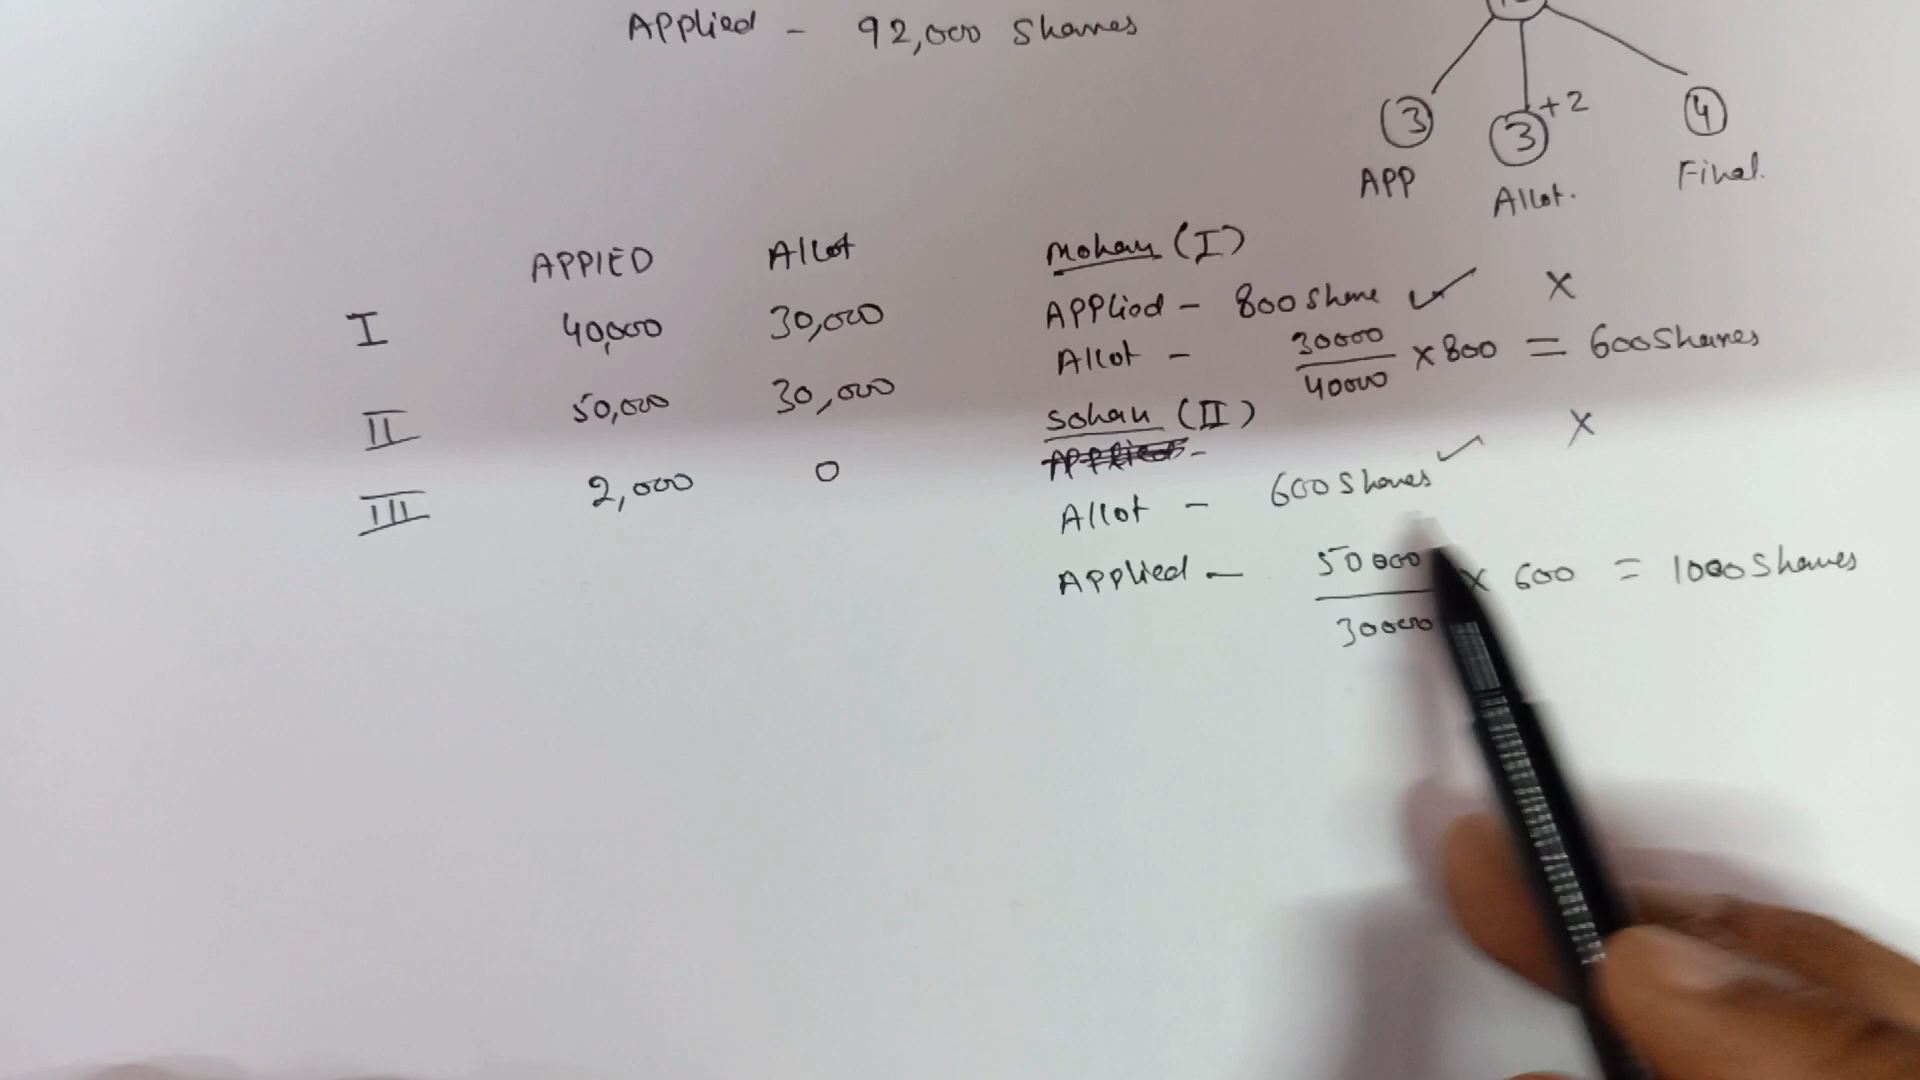 Applied - 92,000 Shares
3 3 +2 4
APP Allot. Final.
APPlED Allot
I 40,000 30,000
II 50,000 30,000
III 2,000 0
Mohan (I)
APPlied - 800 Share ✓ X
Allot - 30000/40000 × 800 = 600 Shares
Sohan (II)
APPlied -
Allot - 600 Shares ✓ X
APPlied - 50000/30000 × 600 = 1000 Shares